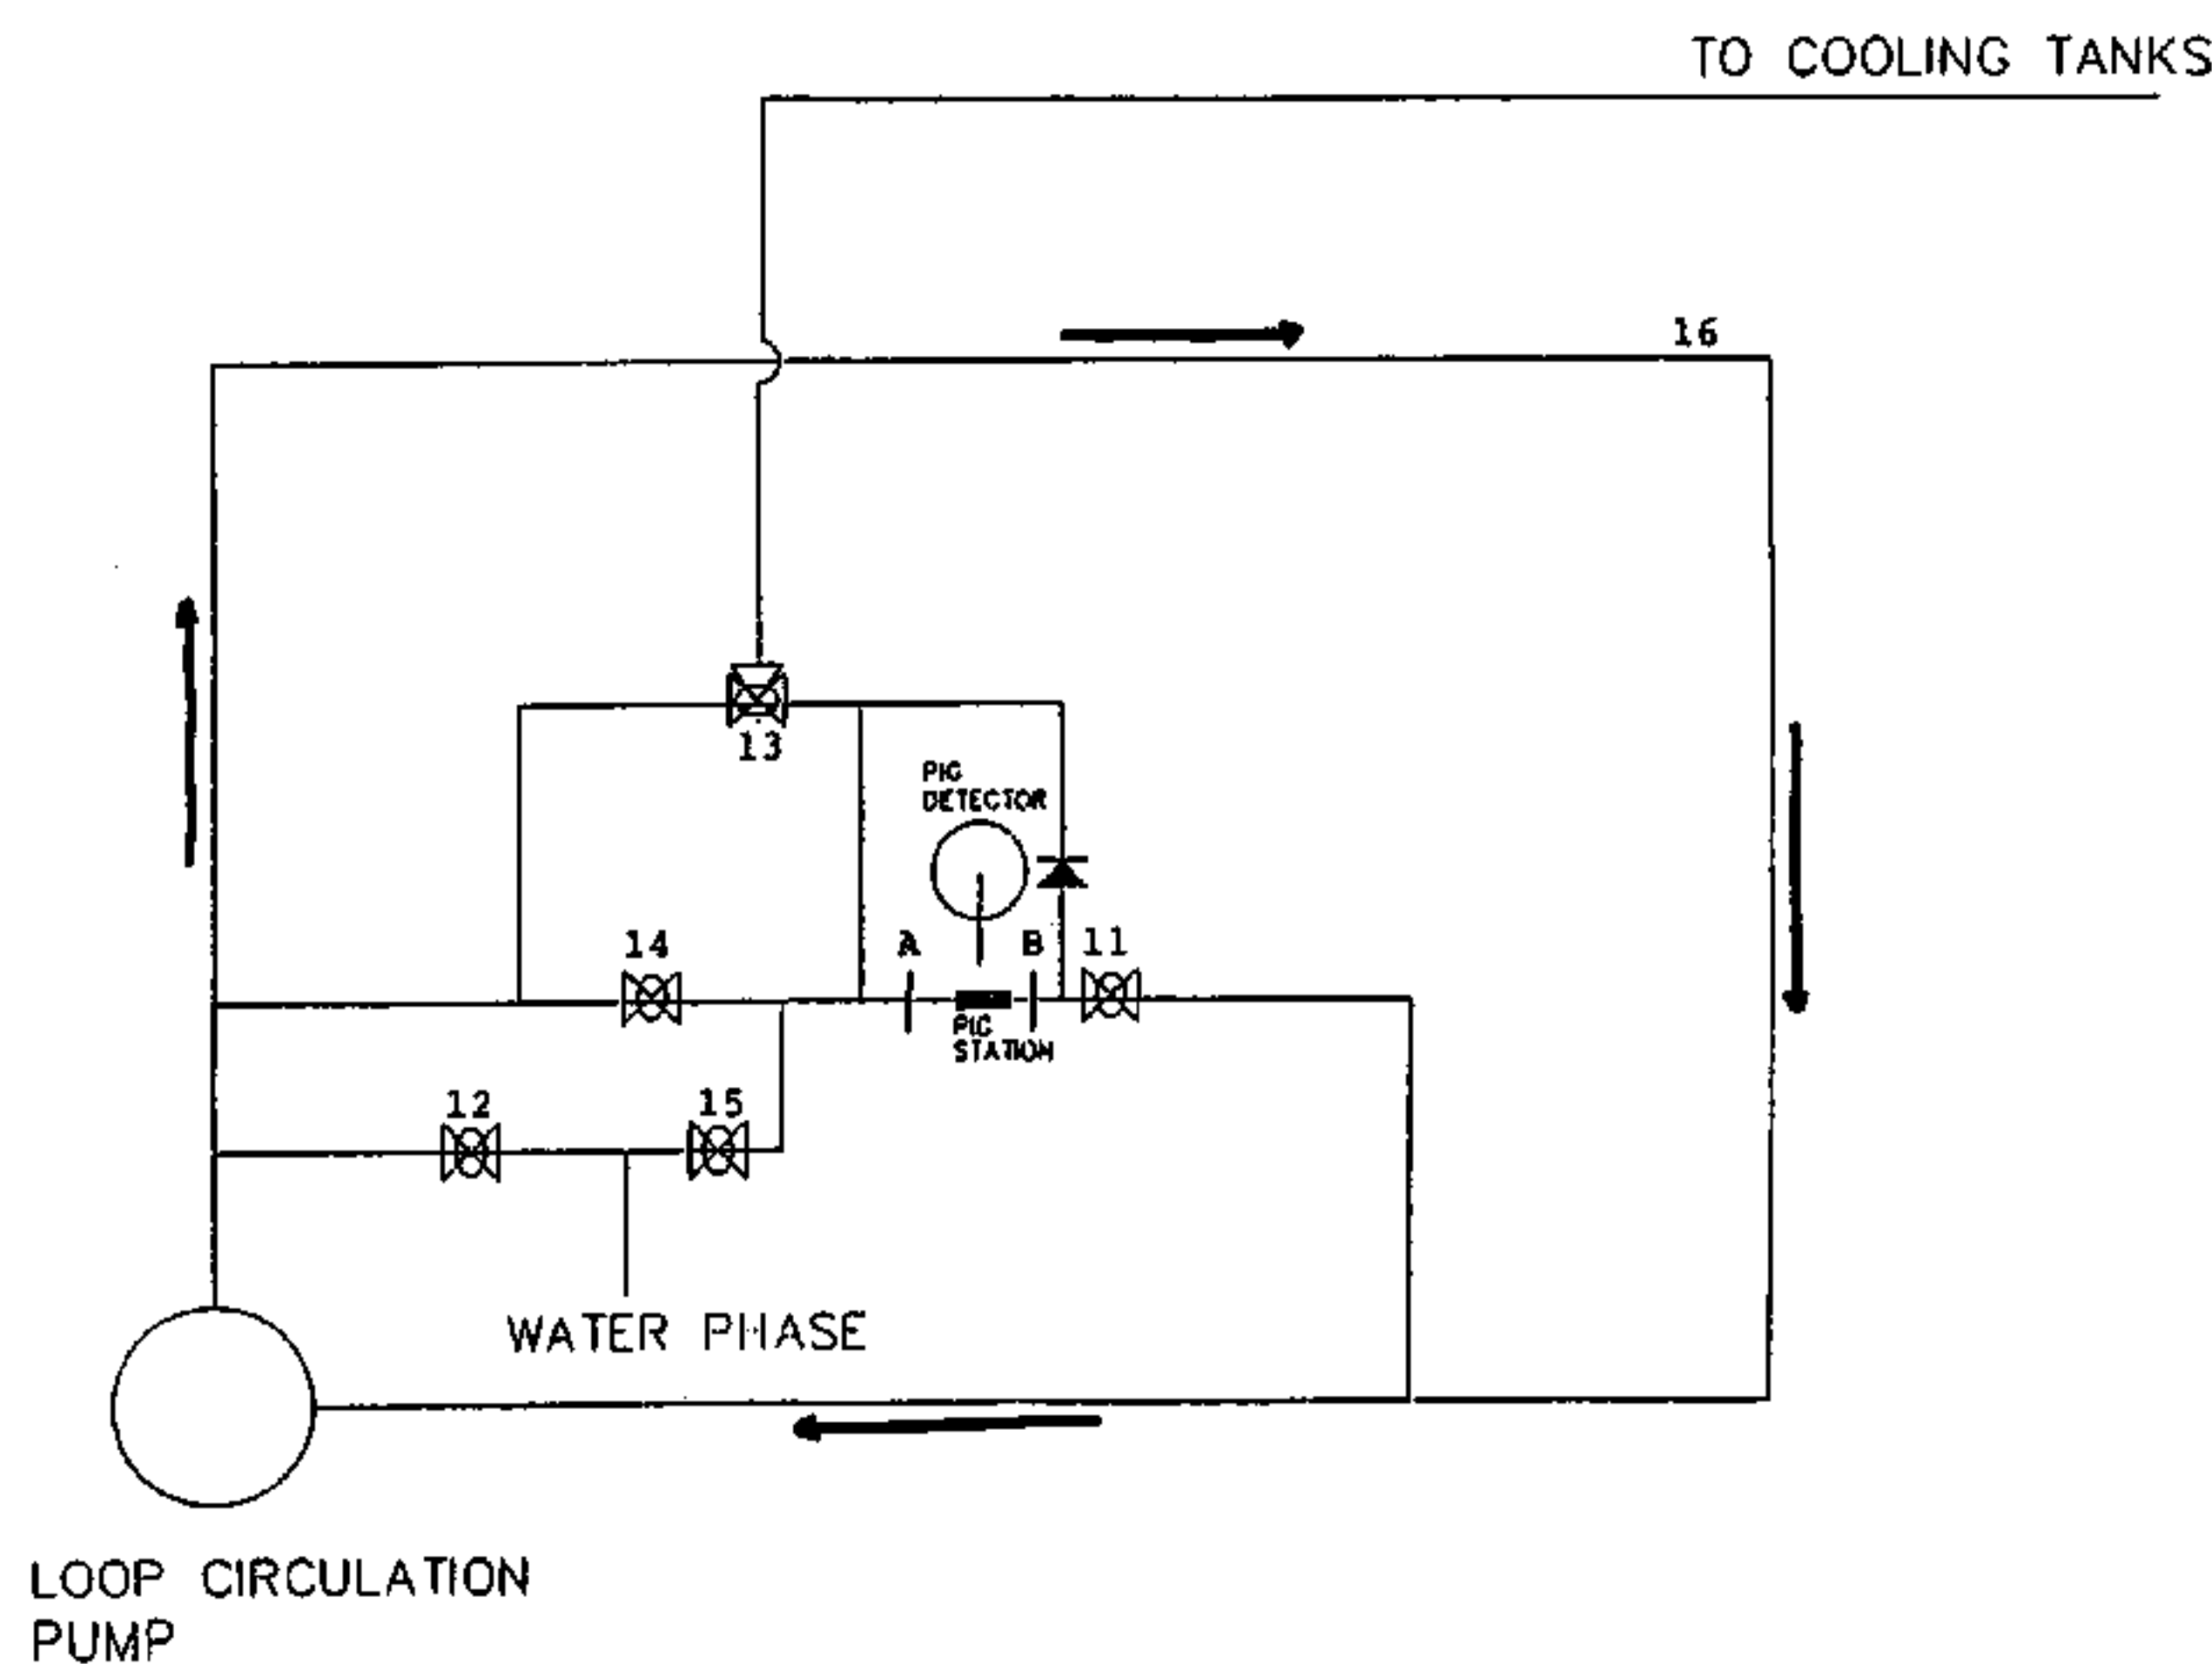 TO COOLING TANKS
16
13
PIG
DETECTOR
14
A
B
11
PIG
STATION
12
15
WATER PHASE
LOOP CIRCULATION
PUMP